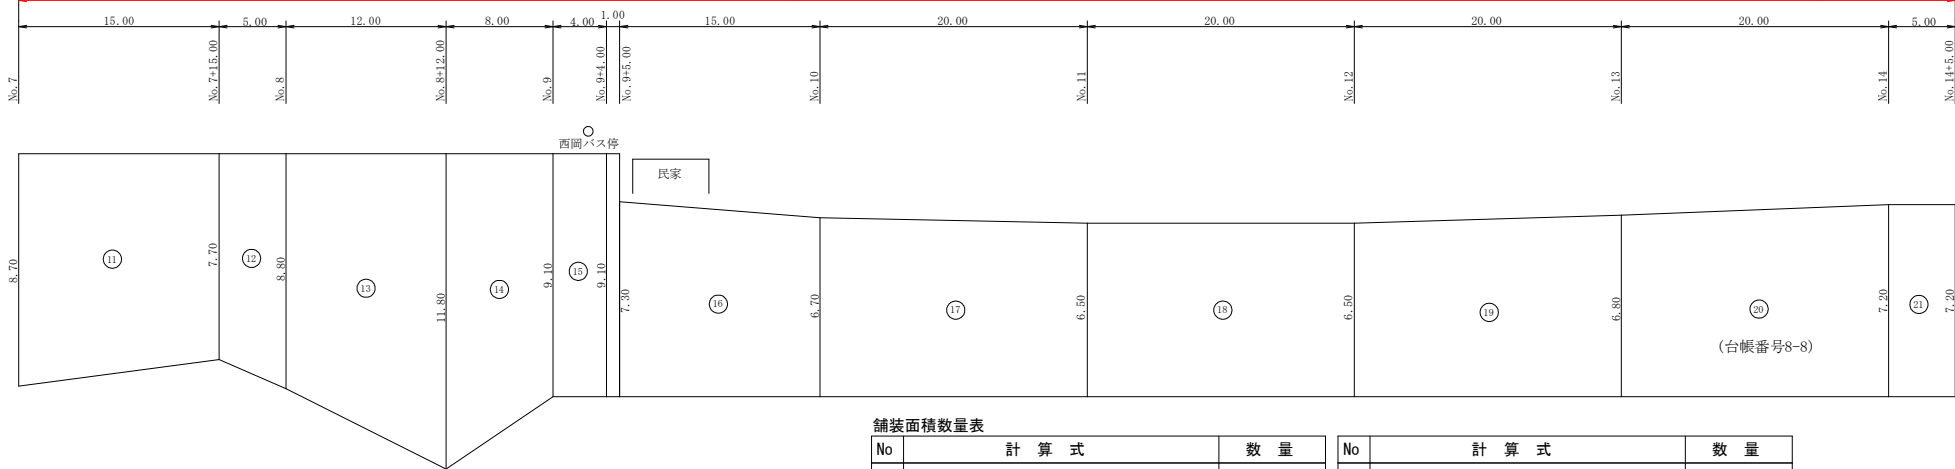 15.00 5.00 12.00 8.00 4.00 1.00 15.00 20.00 20.00 20.00 20.00 5.00
No.7 No.7+15.00 No.8 No.8+12.00 No.9 No.9+4.00 No.9+5.00 No.10 No.11 No.12 No.13 No.14 No.14+5.00
西岡バス停
民家
8.70 ⑪ 7.70 ⑫ 8.80 ⑬ 11.80 ⑭ 9.10 ⑮ 9.10 7.30 ⑯ 6.70 ⑰ 6.50 ⑱ 6.50 ⑲ 6.80 ⑳ 7.20 ㉑ 7.20
(台帳番号8-8)
舗装面積数量表
No 計 算 式 数 量 No 計 算 式 数 量